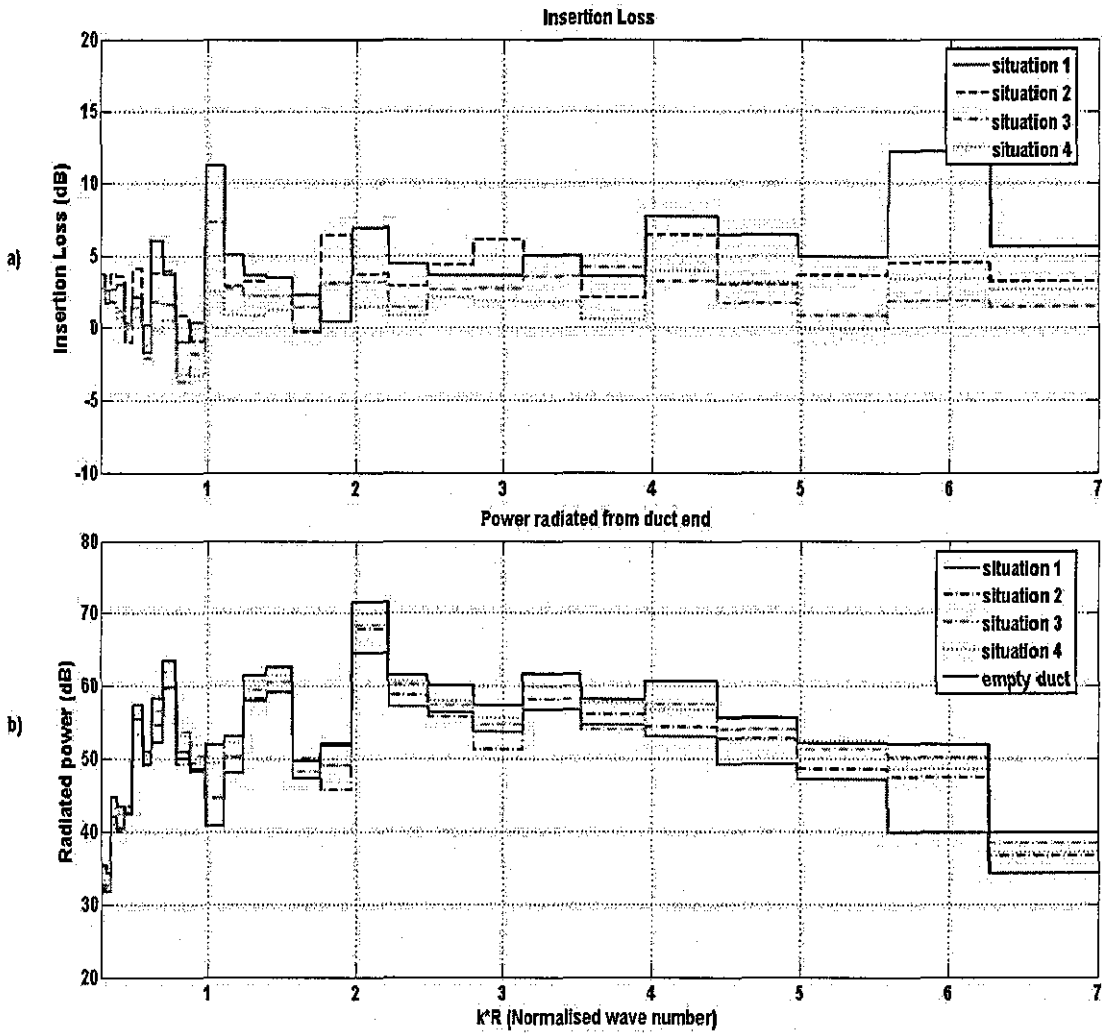 Insertion Loss
20
15
10
5
0
-5
-10
Insertion Loss (dB)
a)
situation 1
situation 2
situation 3
situation 4
1
2
3
4
5
6
7
Power radiated from duct end
80
70
60
50
40
30
20
Radiated power (dB)
b)
situation 1
situation 2
situation 3
situation 4
empty duct
1
2
3
4
5
6
7
k*R (Normalised wave number)